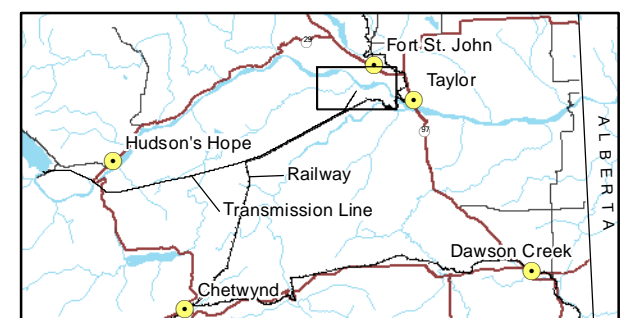 29
Fort St. John
Taylor
97
Hudson's Hope
ALBERTA
Railway
Transmission Line
Dawson Creek
Chetwynd